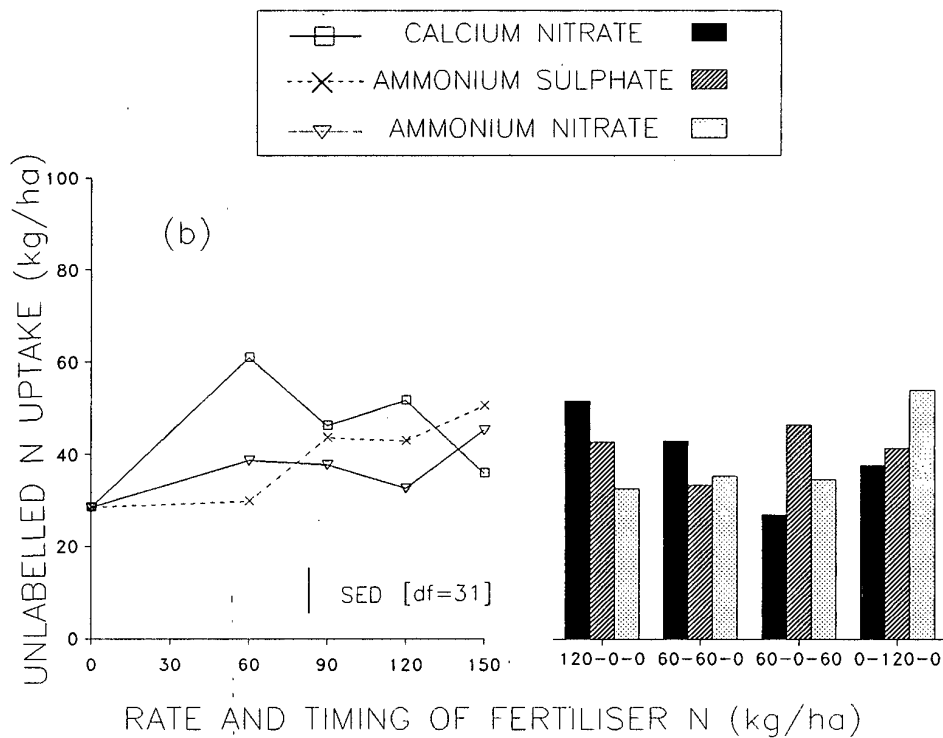 CALCIUM NITRATE
AMMONIUM SULPHATE
AMMONIUM NITRATE
UNLABELLED N UPTAKE (kg/ha)
100
80
60
40
20
0
(b)
SED [df=31]
0 30 60 90 120 150
120-0-0 60-60-0 60-0-60 0-120-0
RATE AND TIMING OF FERTILISER N (kg/ha)